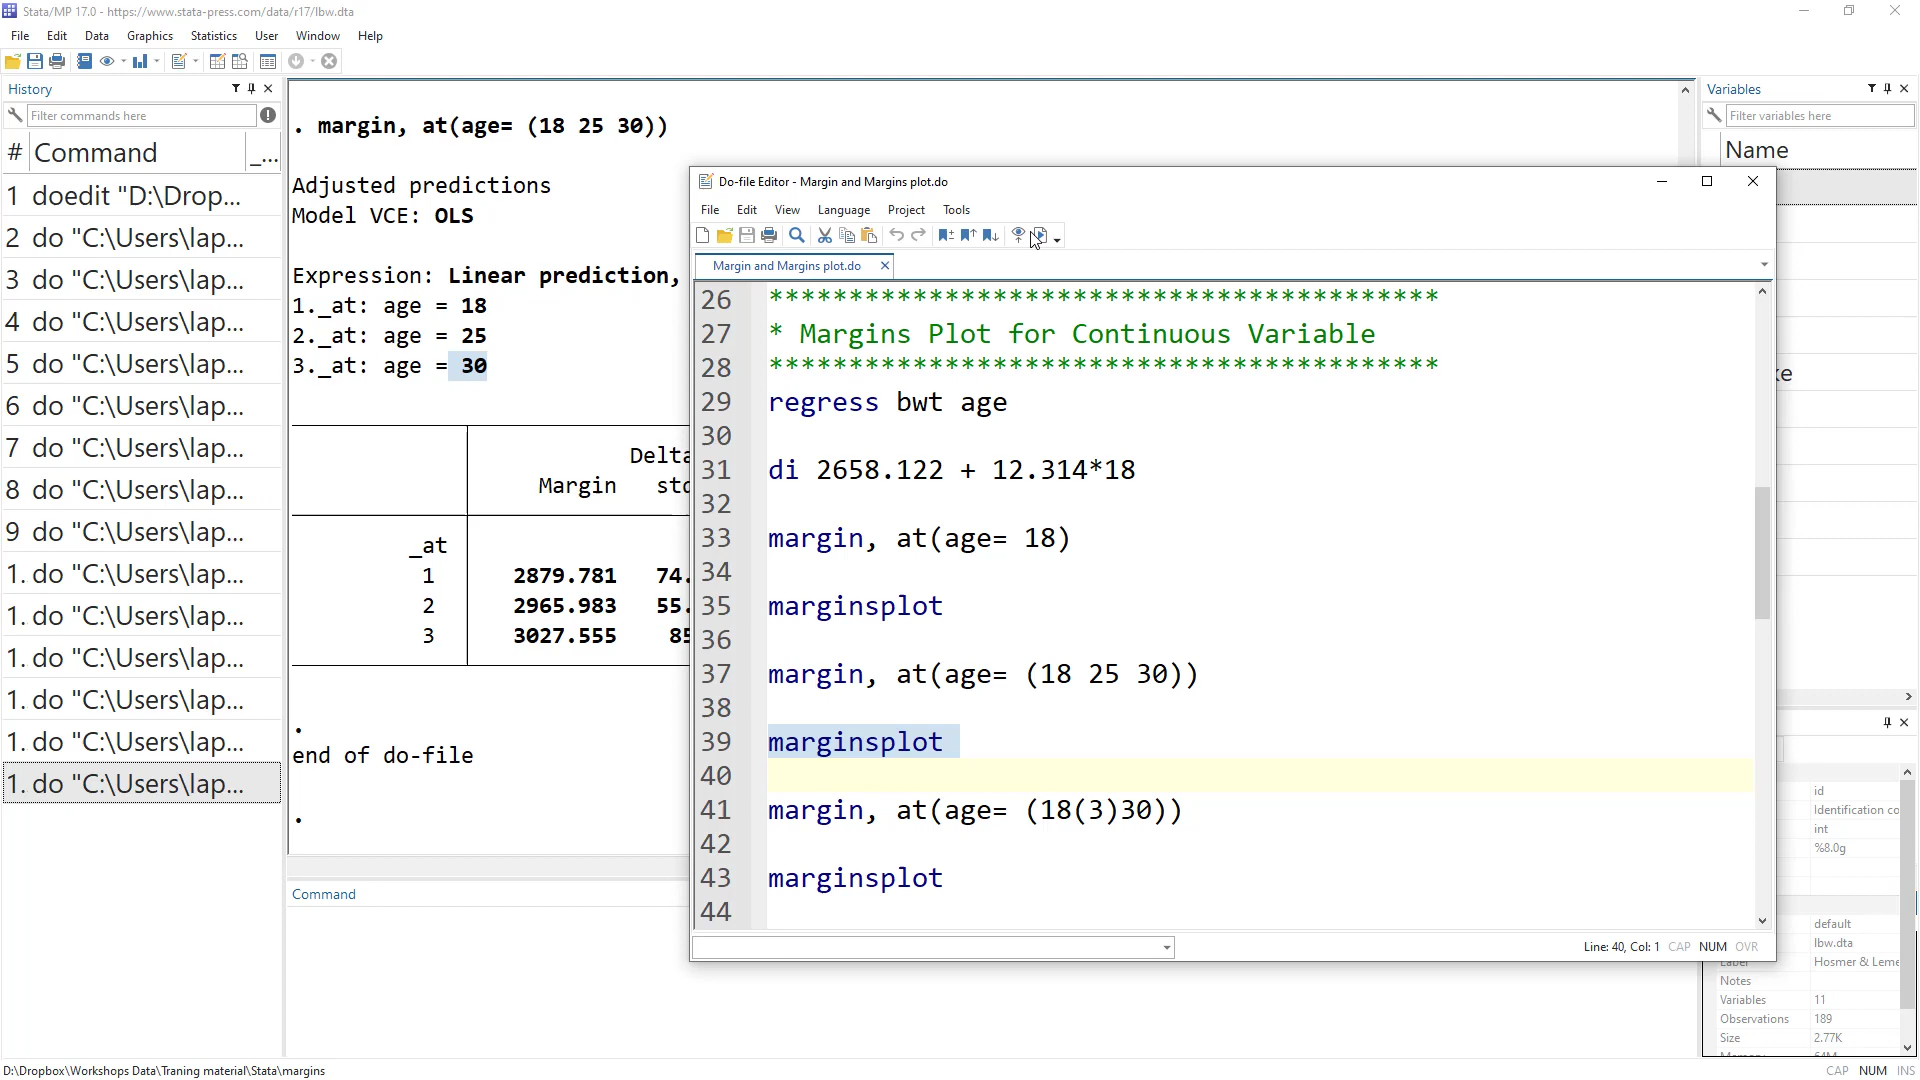 Stata/MP 17.0 - https://www.stata-press.com/data/r17/lbw.dta
File Edit Data Graphics Statistics User Window Help
History
Filter commands here
# Command _...
1 doedit "D:\Drop...
2 do "C:\Users\lap...
3 do "C:\Users\lap...
4 do "C:\Users\lap...
5 do "C:\Users\lap...
6 do "C:\Users\lap...
7 do "C:\Users\lap...
8 do "C:\Users\lap...
9 do "C:\Users\lap...
1. do "C:\Users\lap...
1. do "C:\Users\lap...
1. do "C:\Users\lap...
1. do "C:\Users\lap...
1. do "C:\Users\lap...
1. do "C:\Users\lap...
. margin, at(age= (18 25 30))
Adjusted predictions
Model VCE: OLS
Expression: Linear prediction,
1._at: age = 18
2._at: age = 25
3._at: age = 30
Delta
Margin std
_at
1 2879.781 74.
2 2965.983 55.
3 3027.555 85
.
end of do-file
.
Command
Do-file Editor - Margin and Margins plot.do
File Edit View Language Project Tools
Margin and Margins plot.do
26 ******************************************
27 * Margins Plot for Continuous Variable
28 ******************************************
29 regress bwt age
30
31 di 2658.122 + 12.314*18
32
33 margin, at(age= 18)
34
35 marginsplot
36
37 margin, at(age= (18 25 30))
38
39 marginsplot
40
41 margin, at(age= (18(3)30))
42
43 marginsplot
44
Line: 40, Col: 1 CAP NUM OVR
Variables
Filter variables here
Name
ke
id
Identification co
int
%8.0g
default
lbw.dta
Label Hosmer & Leme
Notes
Variables 11
Observations 189
Size 2.77K
Memory 64M
D:\Dropbox\Workshops Data\Traning material\Stata\margins
CAP NUM INS